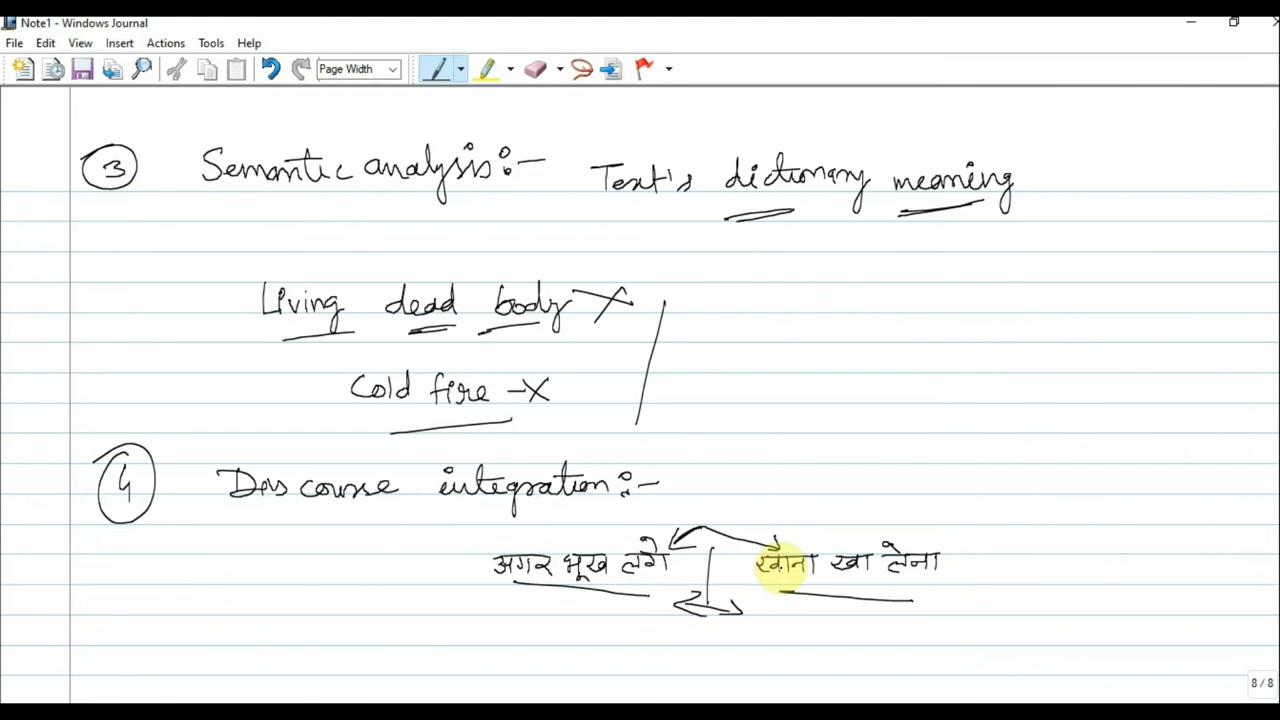 Note1 - Windows Journal
File Edit View Insert Actions Tools Help
Page Width
3 Semantic analysis:- Text's dictionary meaning
Living dead body X
Cold fire -X
4 Discourse integration:-
अगर भूख लगे खाना खा लेना
8/8